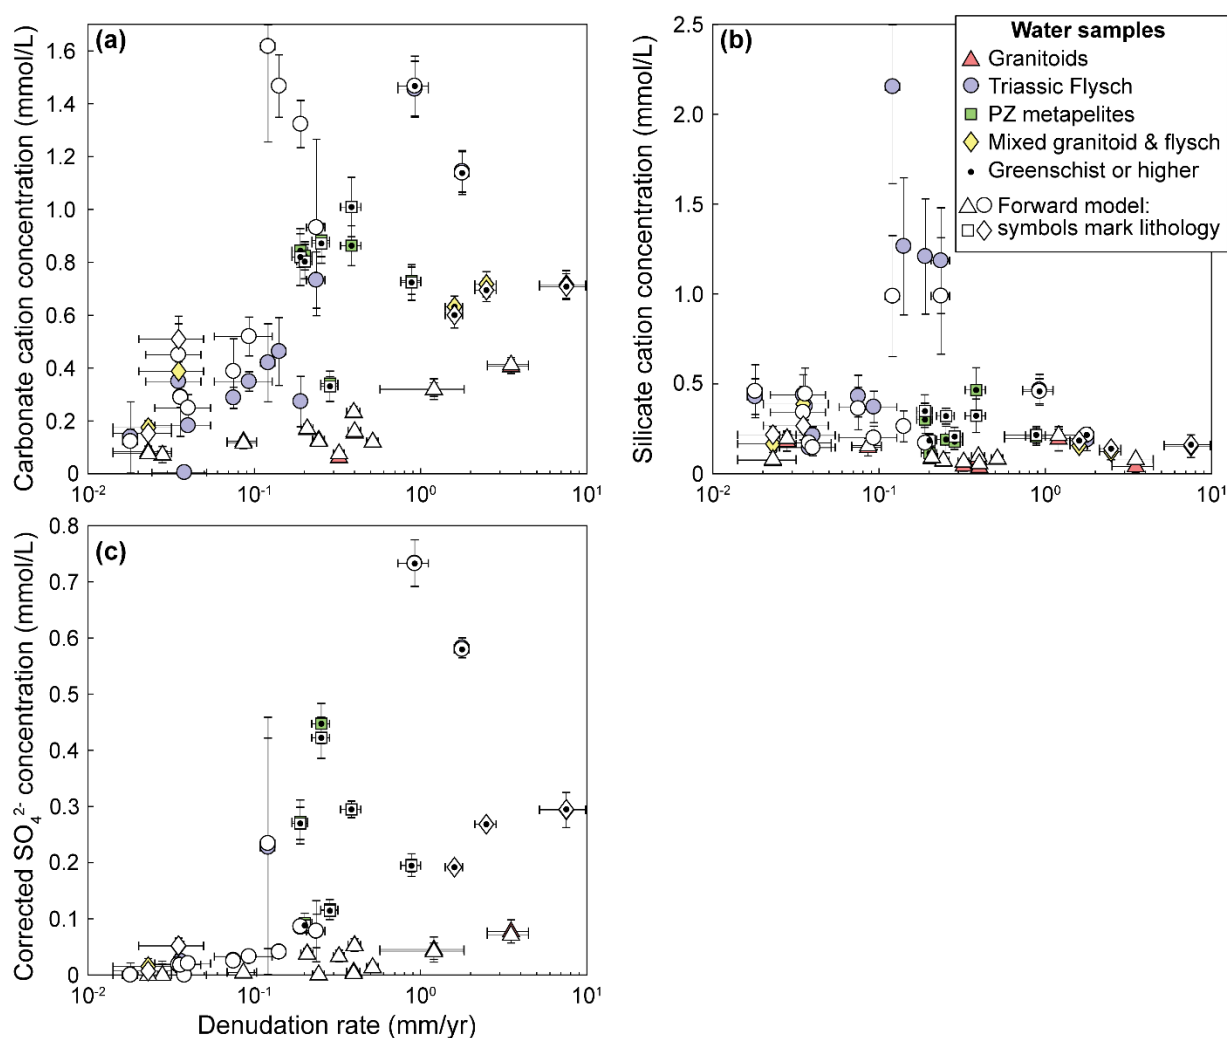 (a)
Carbonate cation concentration (mmol/L)
1.6
1.4
1.2
1.0
0.8
0.6
0.4
0.2
0
10-2
10-1
100
101
(b)
Silicate cation concentration (mmol/L)
2.5
2.0
1.5
1.0
0.5
0
10-2
10-1
100
101
Water samples
Granitoids
Triassic Flysch
PZ metapelites
Mixed granitoid & flysch
Greenschist or higher
Forward model:
symbols mark lithology
(c)
Corrected SO42- concentration (mmol/L)
0.8
0.7
0.6
0.5
0.4
0.3
0.2
0.1
0
10-2
10-1
100
101
Denudation rate (mm/yr)